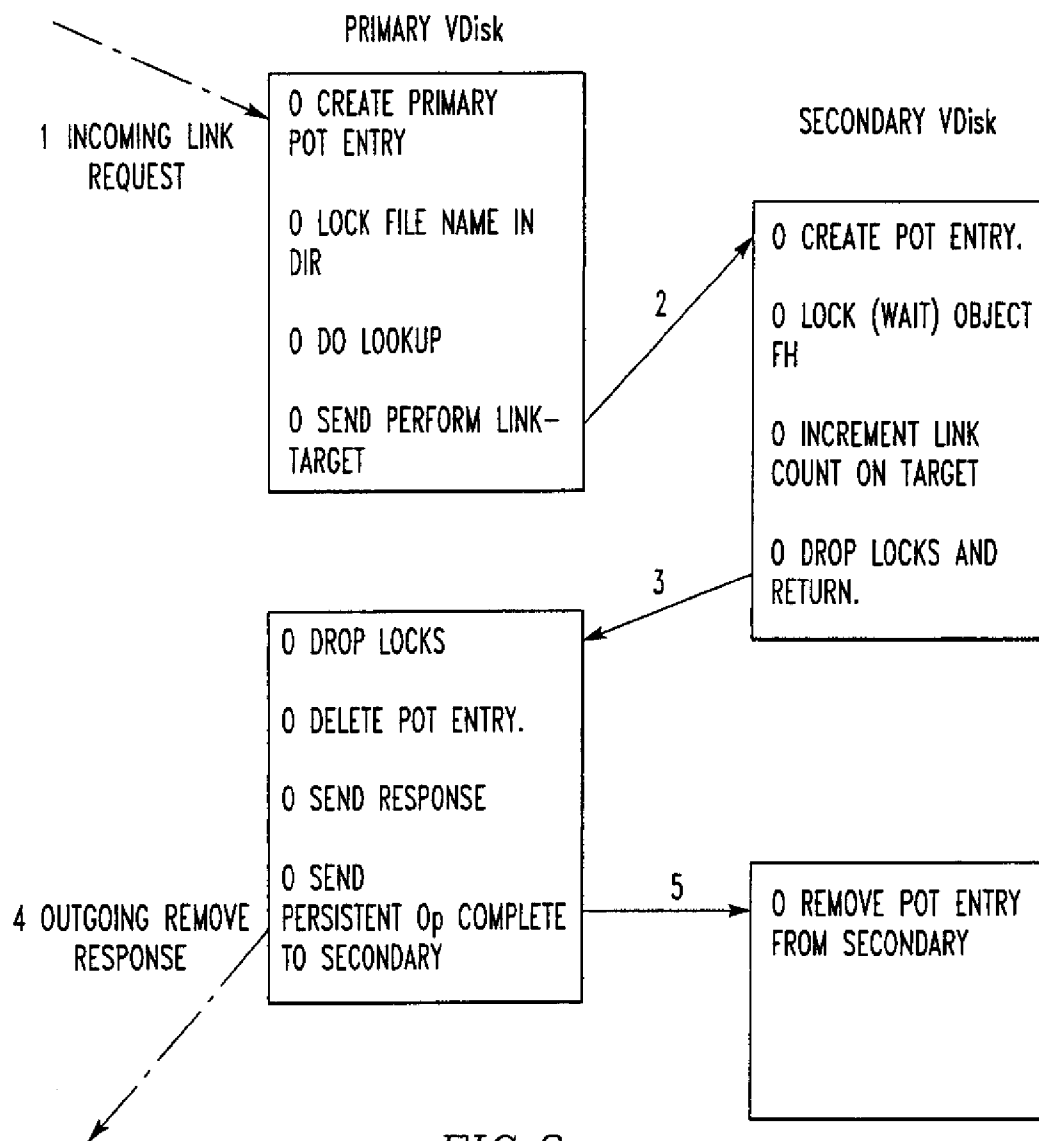 PRIMARY VDisk
1 INCOMING LINK
REQUEST
O CREATE PRIMARY
POT ENTRY
O LOCK FILE NAME IN
DIR
O DO LOOKUP
O SEND PERFORM LINK-
TARGET
2
SECONDARY VDisk
O CREATE POT ENTRY.
O LOCK (WAIT) OBJECT
FH
O INCREMENT LINK
COUNT ON TARGET
O DROP LOCKS AND
RETURN.
3
O DROP LOCKS
O DELETE POT ENTRY.
O SEND RESPONSE
O SEND
PERSISTENT Op COMPLETE
TO SECONDARY
4 OUTGOING REMOVE
RESPONSE
5
O REMOVE POT ENTRY
FROM SECONDARY